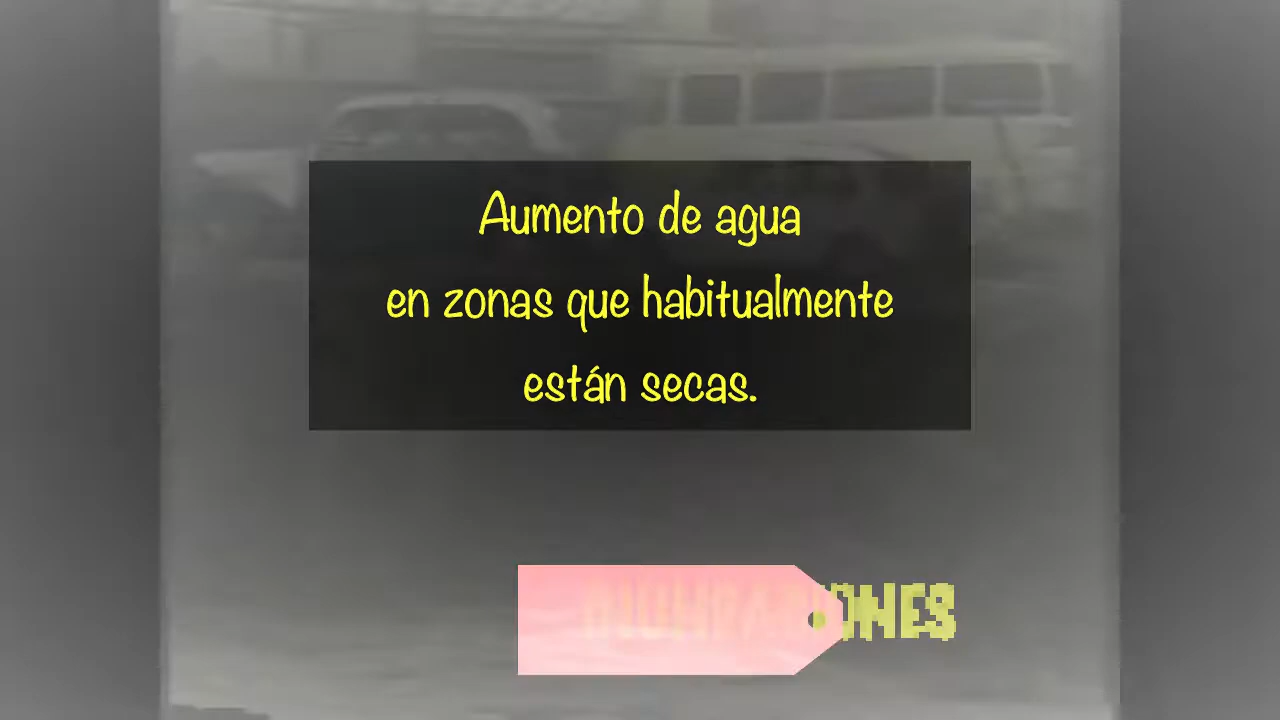 Aumento de agua
en zonas que habitualmente
están secas.